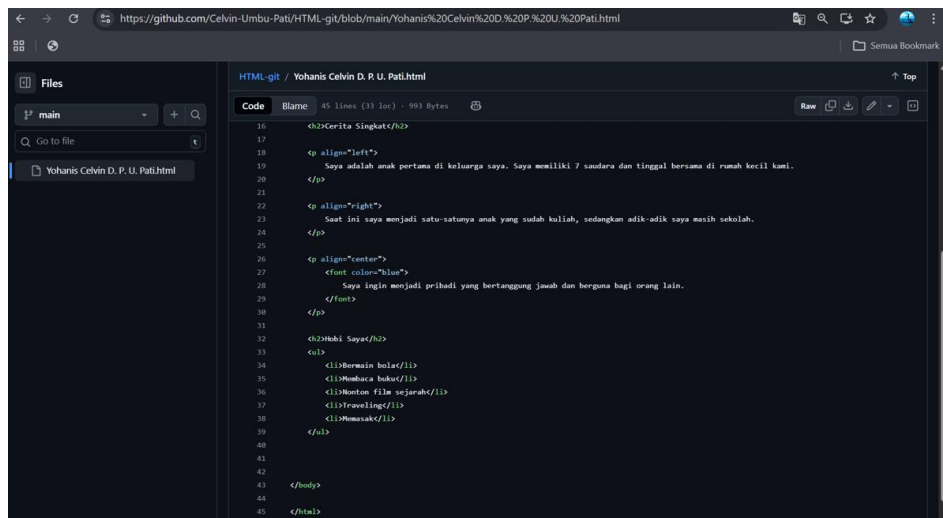 https://github.com/Celvin-Umbu-Pati/HTML-git/blob/main/Yohanis%20Celvin%20D.%20P.%20U.%20Pati.html
Semua Bookmark
Files
HTML-git / Yohanis Celvin D. P. U. Pati.html
Top
main
Code Blame 45 lines (33 loc) · 993 Bytes
Raw
Go to file
t
Yohanis Celvin D. P. U. Pati.html
16 <h2>Cerita Singkat</h2>
17
18 <p align="left">
19 Saya adalah anak pertama di keluarga saya. Saya memiliki 7 saudara dan tinggal bersama di rumah kecil kami.
20 </p>
21
22 <p align="right">
23 Saat ini saya menjadi satu-satunya anak yang sudah kuliah, sedangkan adik-adik saya masih sekolah.
24 </p>
25
26 <p align="center">
27 <font color="blue">
28 Saya ingin menjadi pribadi yang bertanggung jawab dan berguna bagi orang lain.
29 </font>
30 </p>
31
32 <h2>Hobi Saya</h2>
33 <ul>
34 <li>Bermain bola</li>
35 <li>Membaca buku</li>
36 <li>Nonton film sejarah</li>
37 <li>Traveling</li>
38 <li>Memasak</li>
39 </ul>
40
41
42
43 </body>
44
45 </html>